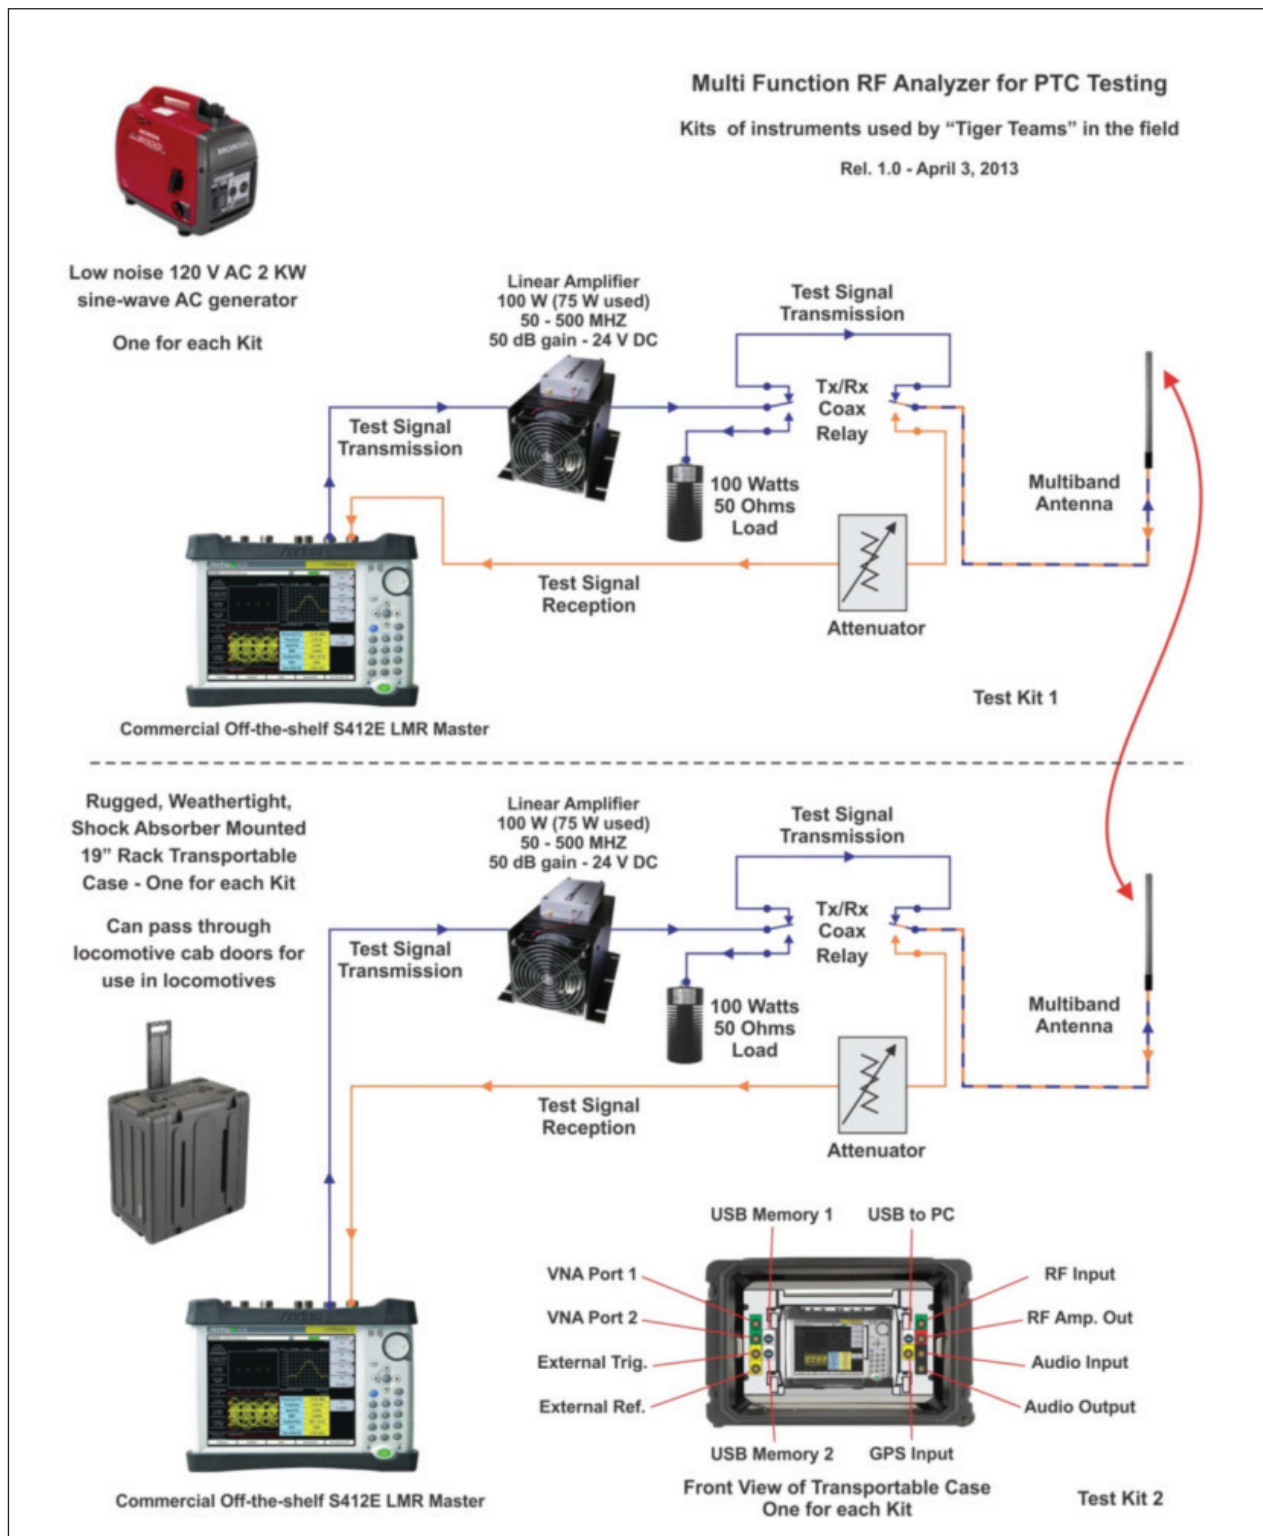 Multi Function RF Analyzer for PTC Testing
Kits of instruments used by “Tiger Teams” in the field
Rel. 1.0 - April 3, 2013
HONDA
Low noise 120 V AC 2 KW
sine-wave AC generator
One for each Kit
Linear Amplifier
100 W (75 W used)
50 - 500 MHZ
50 dB gain - 24 V DC
Test Signal
Transmission
Test Signal
Transmission
Tx/Rx
Coax
Relay
100 Watts
50 Ohms
Load
Multiband
Antenna
Test Signal
Reception
Attenuator
Anritsu
Test Kit 1
Commercial Off-the-shelf S412E LMR Master
Rugged, Weathertight,
Shock Absorber Mounted
19” Rack Transportable
Case - One for each Kit
Can pass through
locomotive cab doors for
use in locomotives
Linear Amplifier
100 W (75 W used)
50 - 500 MHZ
50 dB gain - 24 V DC
Test Signal
Transmission
Test Signal
Transmission
Tx/Rx
Coax
Relay
100 Watts
50 Ohms
Load
Multiband
Antenna
Test Signal
Reception
Attenuator
USB Memory 1
USB to PC
VNA Port 1
RF Input
VNA Port 2
RF Amp. Out
External Trig.
Audio Input
External Ref.
Audio Output
USB Memory 2
GPS Input
Front View of Transportable Case
One for each Kit
Anritsu
Commercial Off-the-shelf S412E LMR Master
Test Kit 2